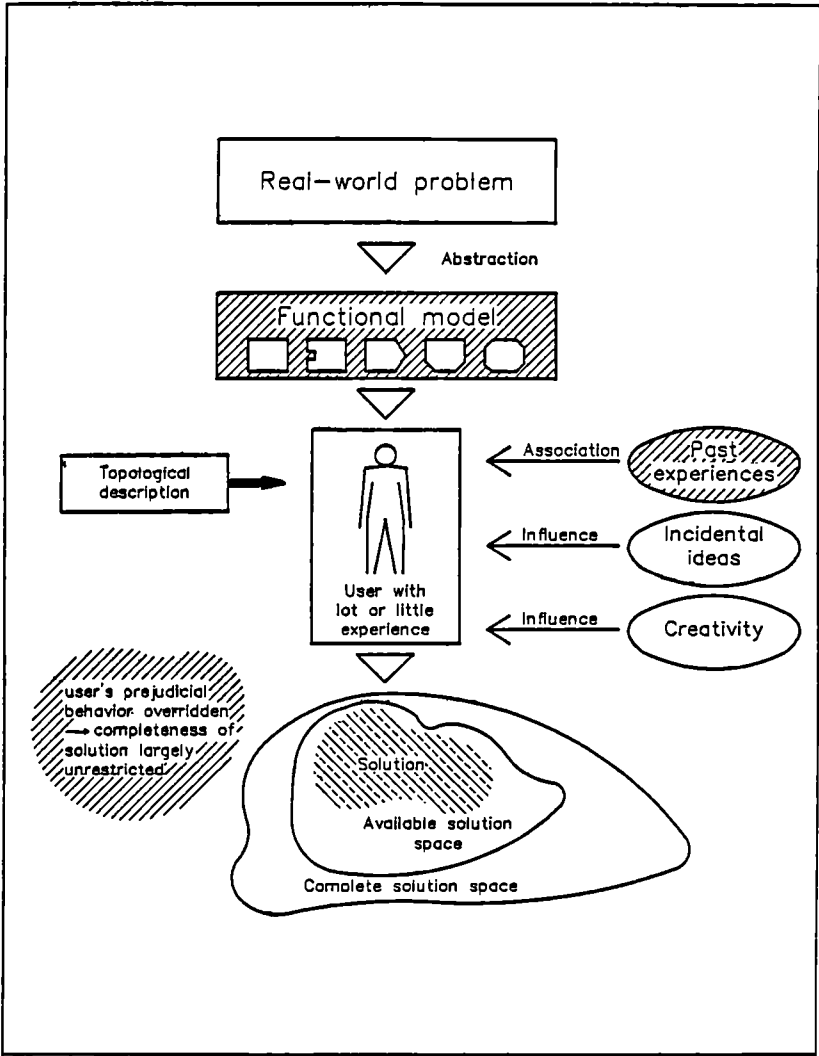 Real-world problem
Abstraction
Functional model
Topological
description
Association
Past
experiences
Influence
Incidental
ideas
User with
lot or little
experience
Influence
Creativity
user's prejudicial
behavior overridden
→ completeness of
solution largely
unrestricted
Solution
Available solution
space
Complete solution space